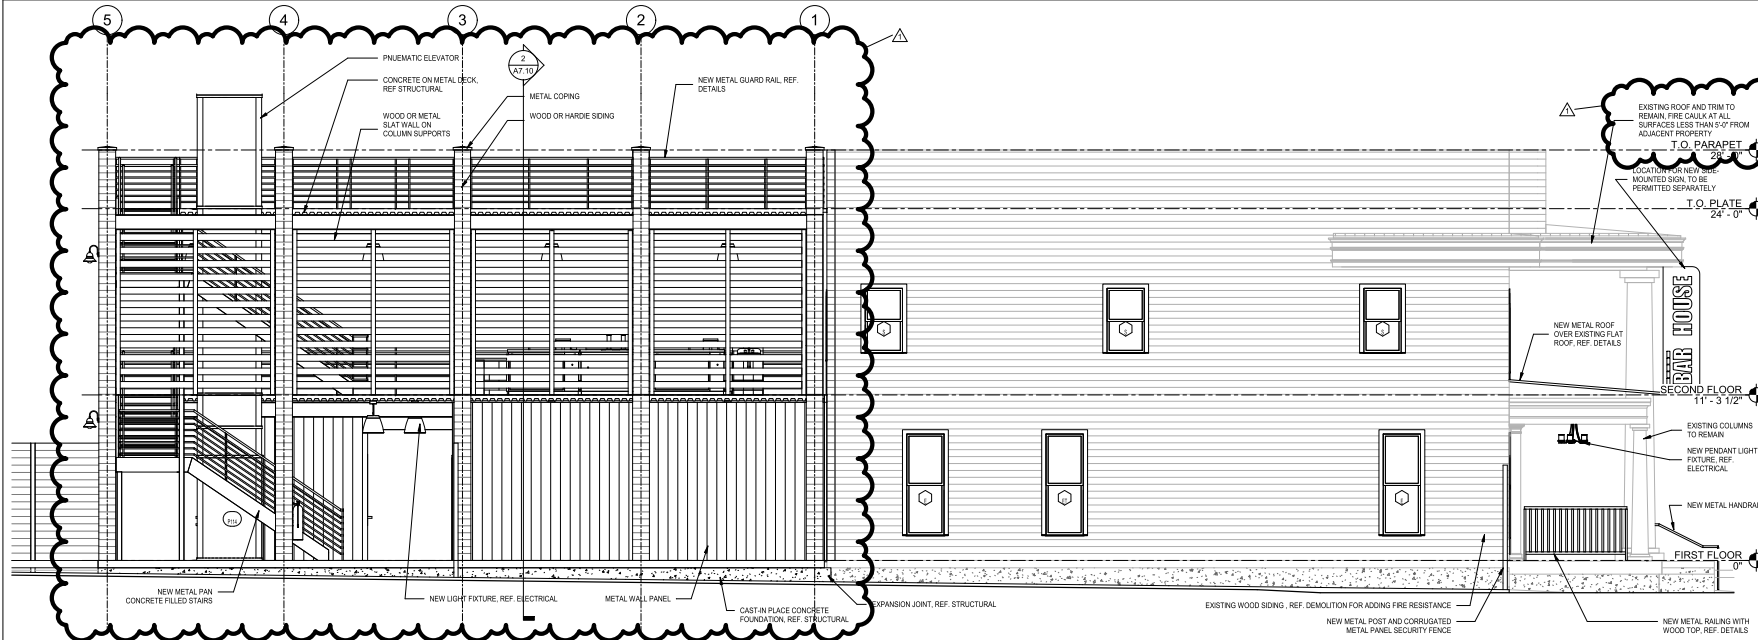 5
4
3
2
1
PNUEMATIC ELEVATOR
CONCRETE ON METAL DECK,
REF STRUCTURAL
WOOD OR METAL
SLAT WALL ON
COLUMN SUPPORTS
2
A7.10
METAL COPING
WOOD OR HARDIE SIDING
NEW METAL GUARD RAIL, REF.
DETAILS
1
1
EXISTING ROOF AND TRIM TO
REMAIN, FIRE CAULK AT ALL
SURFACES LESS THAN 5'-0" FROM
ADJACENT PROPERTY
T.O. PARAPET
28' - 0"
LOCATION FOR NEW SIDE-
MOUNTED SIGN, TO BE
PERMITTED SEPARATELY
T.O. PLATE
24' - 0"
BAR HOUSE
NEW METAL ROOF
OVER EXISTING FLAT
ROOF, REF. DETAILS
SECOND FLOOR
11' - 3 1/2"
EXISTING COLUMNS
TO REMAIN
NEW PENDANT LIGHT
FIXTURE, REF.
ELECTRICAL
NEW METAL HANDRAI
P114
FIRST FLOOR
0"
NEW METAL PAN
CONCRETE FILLED STAIRS
NEW LIGHT FIXTURE, REF. ELECTRICAL
METAL WALL PANEL
CAST-IN PLACE CONCRETE
FOUNDATION, REF. STRUCTURAL
EXPANSION JOINT, REF. STRUCTURAL
EXISTING WOOD SIDING , REF. DEMOLITION FOR ADDING FIRE RESISTANCE
NEW METAL POST AND CORRUGATED
METAL PANEL SECURITY FENCE
NEW METAL RAILING WITH
WOOD TOP, REF. DETAILS